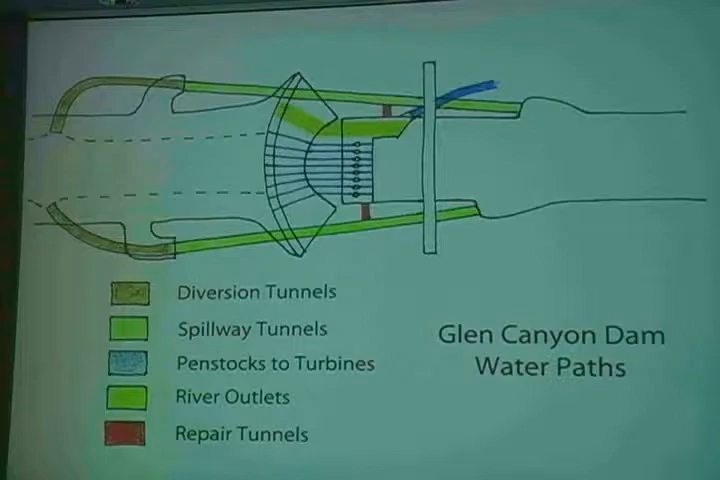 Diversion Tunnels
Spillway Tunnels
Penstocks to Turbines
River Outlets
Repair Tunnels
Glen Canyon Dam
Water Paths